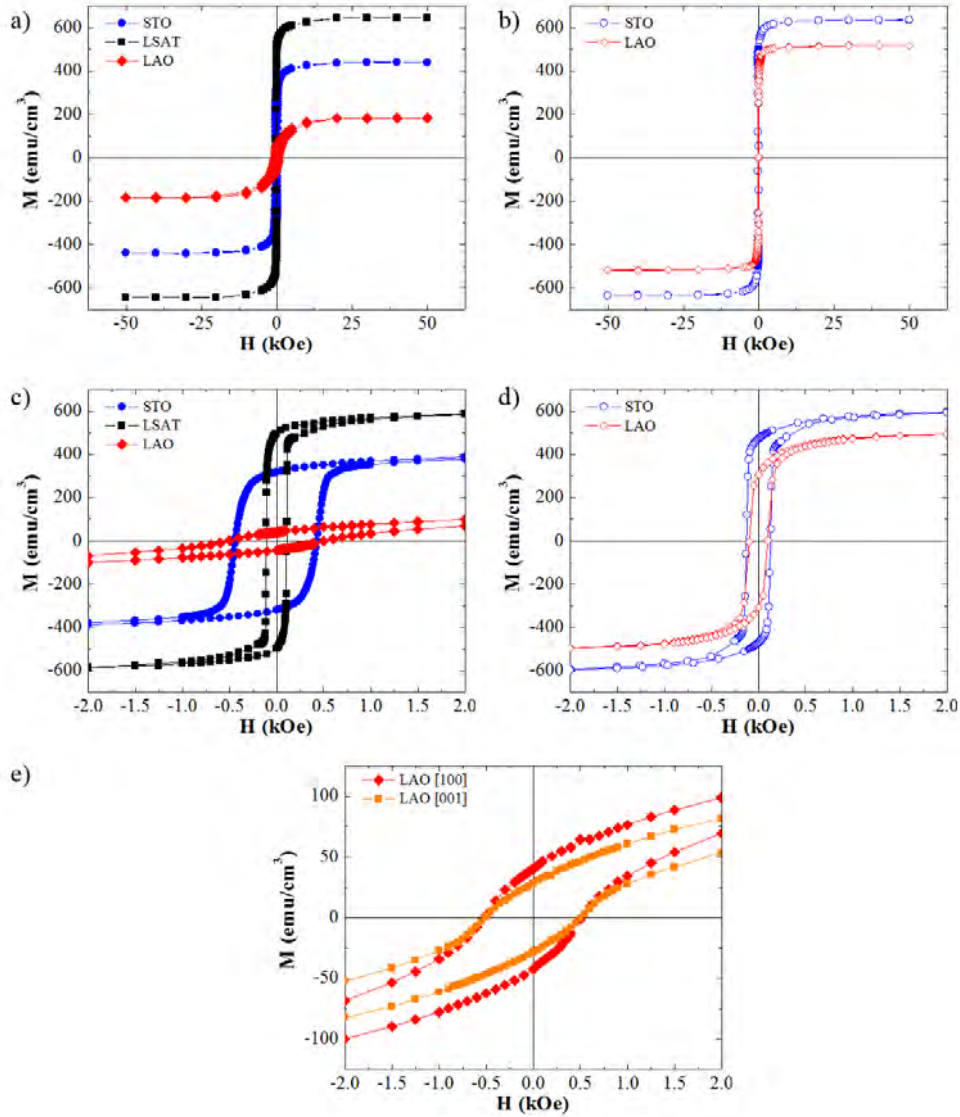 a)
STO
LSAT
LAO
M (emu/cm³)
600
400
200
0
-200
-400
-600
-50
-25
0
25
50
H (kOe)
b)
STO
LAO
M (emu/cm³)
600
400
200
0
-200
-400
-600
-50
-25
0
25
50
H (kOe)
c)
STO
LSAT
LAO
M (emu/cm³)
600
400
200
0
-200
-400
-600
-2.0
-1.5
-1.0
-0.5
0.0
0.5
1.0
1.5
2.0
H (kOe)
d)
STO
LAO
M (emu/cm³)
600
400
200
0
-200
-400
-600
-2.0
-1.5
-1.0
-0.5
0.0
0.5
1.0
1.5
2.0
H (kOe)
e)
LAO [100]
LAO [001]
M (emu/cm³)
100
50
0
-50
-100
-2.0
-1.5
-1.0
-0.5
0.0
0.5
1.0
1.5
2.0
H (kOe)